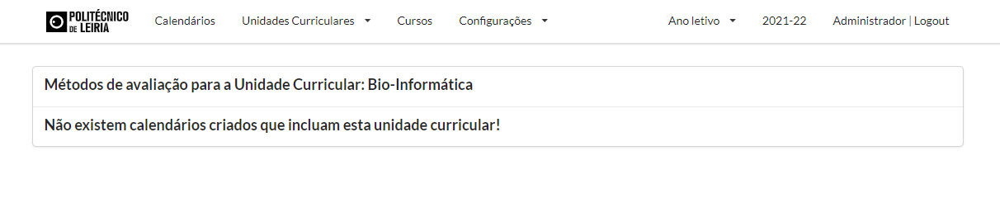 POLITÉCNICO
DE LEIRIA
Calendários
Unidades Curriculares
Cursos
Configurações
Ano letivo
2021-22
Administrador | Logout
Métodos de avaliação para a Unidade Curricular: Bio-Informática
Não existem calendários criados que incluam esta unidade curricular!